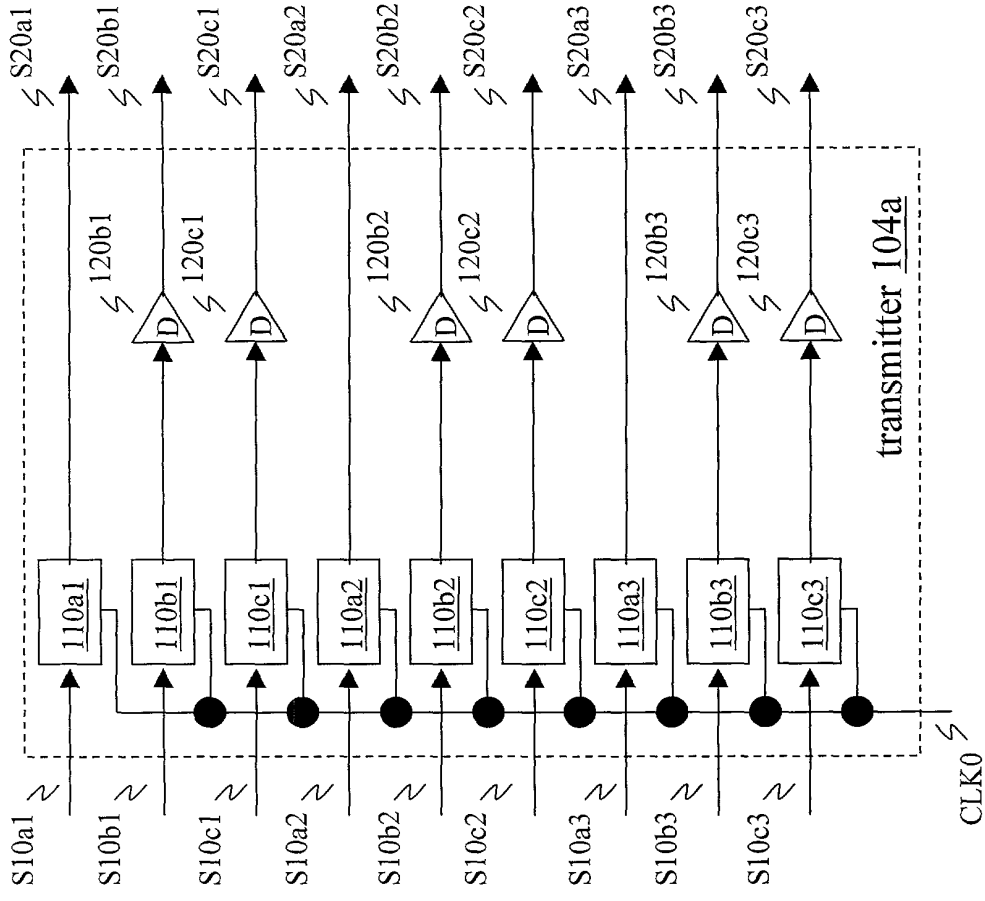 S20a1
S20b1
S20c1
S20a2
S20b2
S20c2
S20a3
S20b3
S20c3
120b1
120c1
120b2
120c2
120b3
120c3
D
D
D
D
D
D
transmitter 104a
110a1
110b1
110c1
110a2
110b2
110c2
110a3
110b3
110c3
S10a1
S10b1
S10c1
S10a2
S10b2
S10c2
S10a3
S10b3
S10c3
CLK0